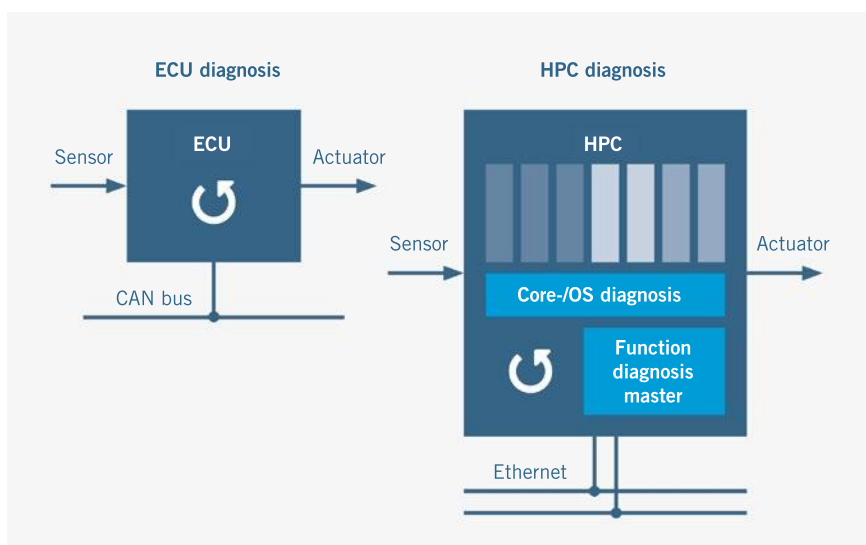 ECU diagnosis
ECU
Sensor
Actuator
CAN bus
HPC diagnosis
HPC
Sensor
Actuator
Core-/OS diagnosis
Function
diagnosis
master
Ethernet